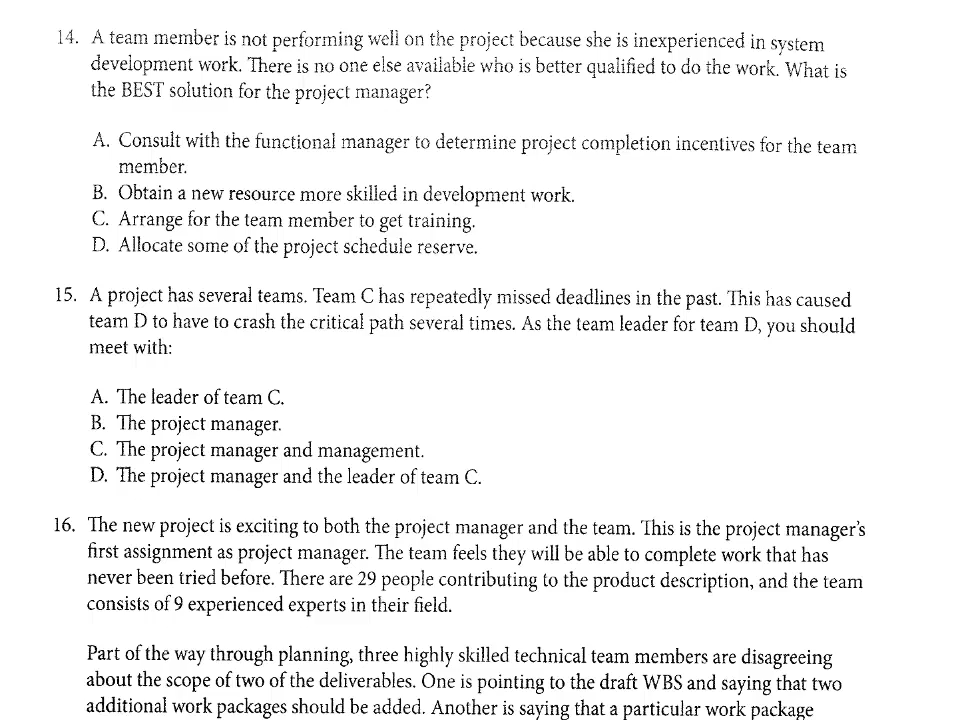 14. A team member is not performing well on the project because she is inexperienced in system
development work. There is no one else available who is better qualified to do the work. What is
the BEST solution for the project manager?
A. Consult with the functional manager to determine project completion incentives for the team
member.
B. Obtain a new resource more skilled in development work.
C. Arrange for the team member to get training.
D. Allocate some of the project schedule reserve.
15. A project has several teams. Team C has repeatedly missed deadlines in the past. This has caused
team D to have to crash the critical path several times. As the team leader for team D, you should
meet with:
A. The leader of team C.
B. The project manager.
C. The project manager and management.
D. The project manager and the leader of team C.
16. The new project is exciting to both the project manager and the team. This is the project manager's
first assignment as project manager. The team feels they will be able to complete work that has
never been tried before. There are 29 people contributing to the product description, and the team
consists of 9 experienced experts in their field.
Part of the way through planning, three highly skilled technical team members are disagreeing
about the scope of two of the deliverables. One is pointing to the draft WBS and saying that two
additional work packages should be added. Another is saying that a particular work package